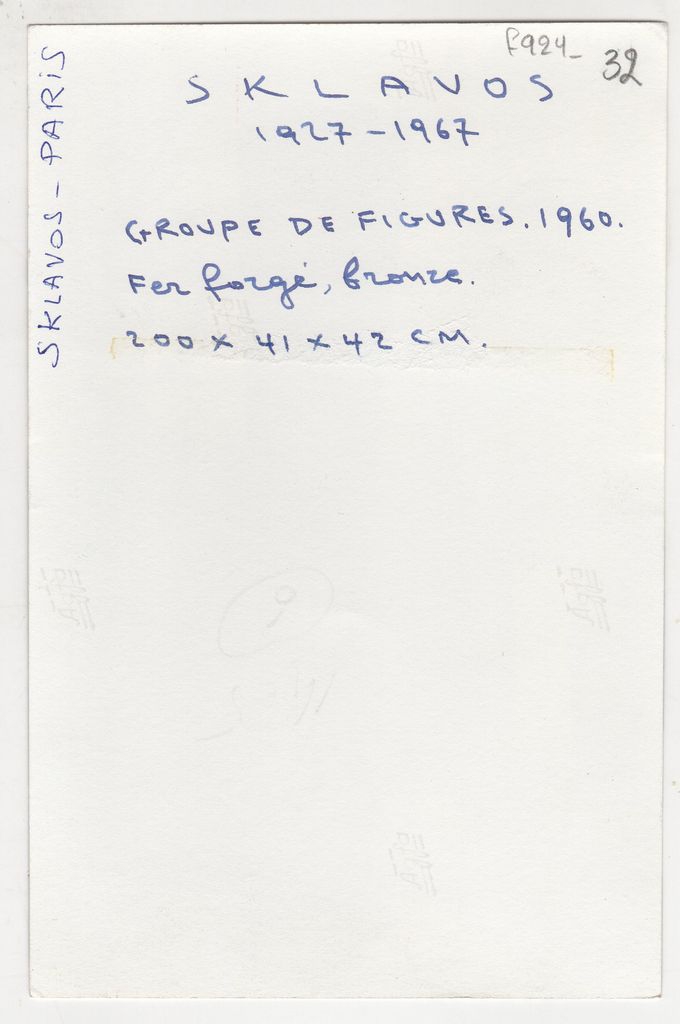 F924-
32
SKLAVOS
1927-1967
SKLAVOS-PARIS
GROUPE DE FIGURES. 1960.
Fer forgé, bronze.
200 x 41 x 42 CM.